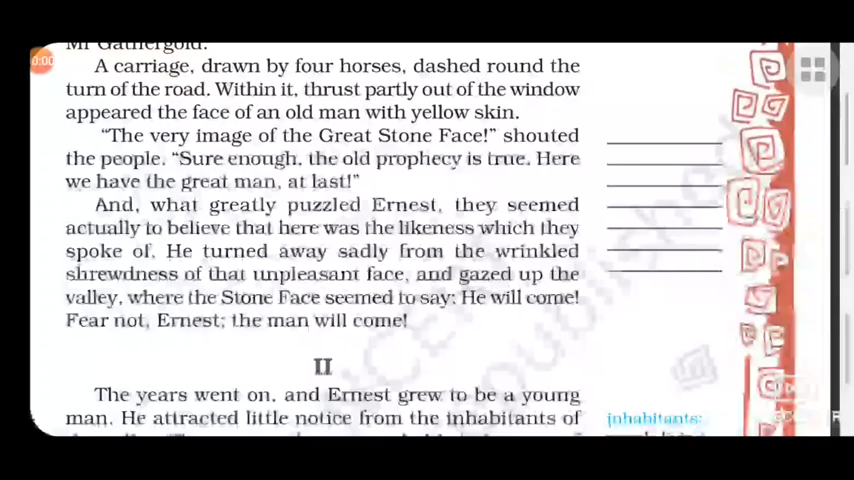 Mr Gathergold.
A carriage, drawn by four horses, dashed round the
turn of the road. Within it, thrust partly out of the window
appeared the face of an old man with yellow skin.
“The very image of the Great Stone Face!” shouted
the people. “Sure enough, the old prophecy is true. Here
we have the great man, at last!”
And, what greatly puzzled Ernest, they seemed
actually to believe that here was the likeness which they
spoke of. He turned away sadly from the wrinkled
shrewdness of that unpleasant face, and gazed up the
valley, where the Stone Face seemed to say: He will come!
Fear not, Ernest; the man will come!
II
The years went on, and Ernest grew to be a young
man. He attracted little notice from the inhabitants of
inhabitants:
00:00